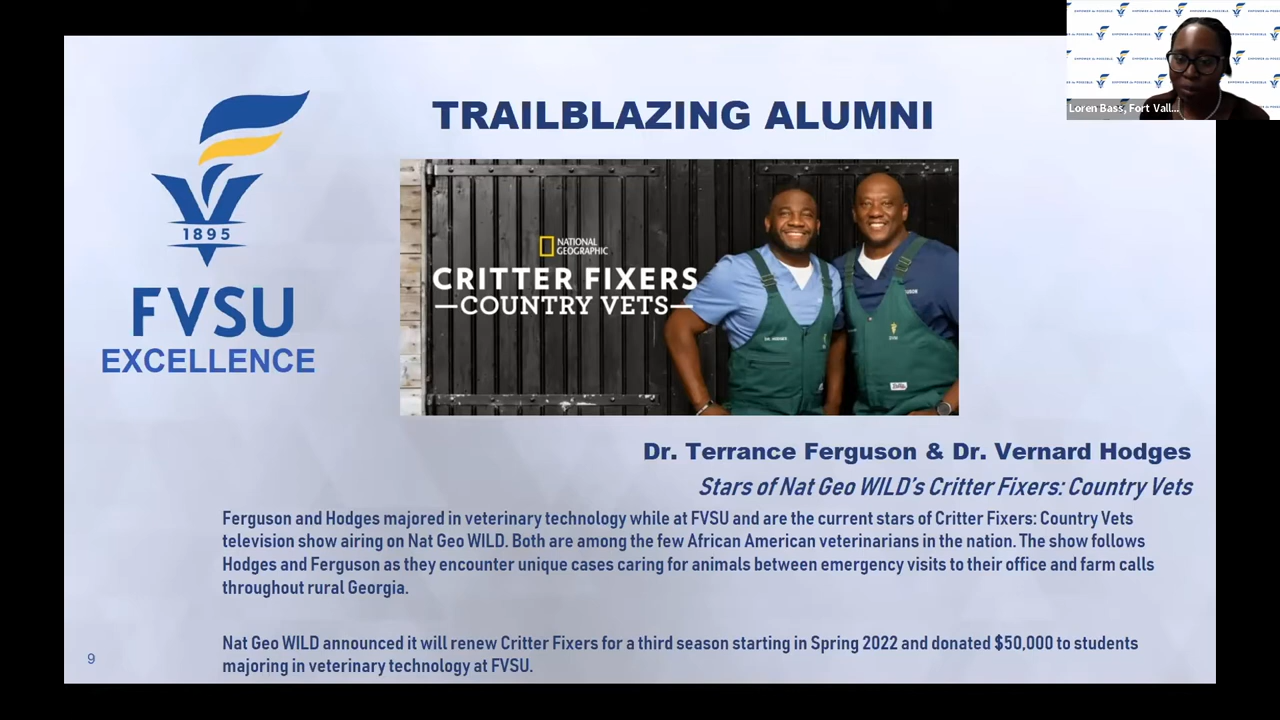 Loren Bass, Fort Vall...
TRAILBLAZING ALUMNI
1895
FVSU
EXCELLENCE
NATIONAL
GEOGRAPHIC
CRITTER FIXERS
—COUNTRY VETS—
Dr. Terrance Ferguson & Dr. Vernard Hodges
Stars of Nat Geo WILD's Critter Fixers: Country Vets
Ferguson and Hodges majored in veterinary technology while at FVSU and are the current stars of Critter Fixers: Country Vets
television show airing on Nat Geo WILD. Both are among the few African American veterinarians in the nation. The show follows
Hodges and Ferguson as they encounter unique cases caring for animals between emergency visits to their office and farm calls
throughout rural Georgia.
Nat Geo WILD announced it will renew Critter Fixers for a third season starting in Spring 2022 and donated $50,000 to students
majoring in veterinary technology at FVSU.
9